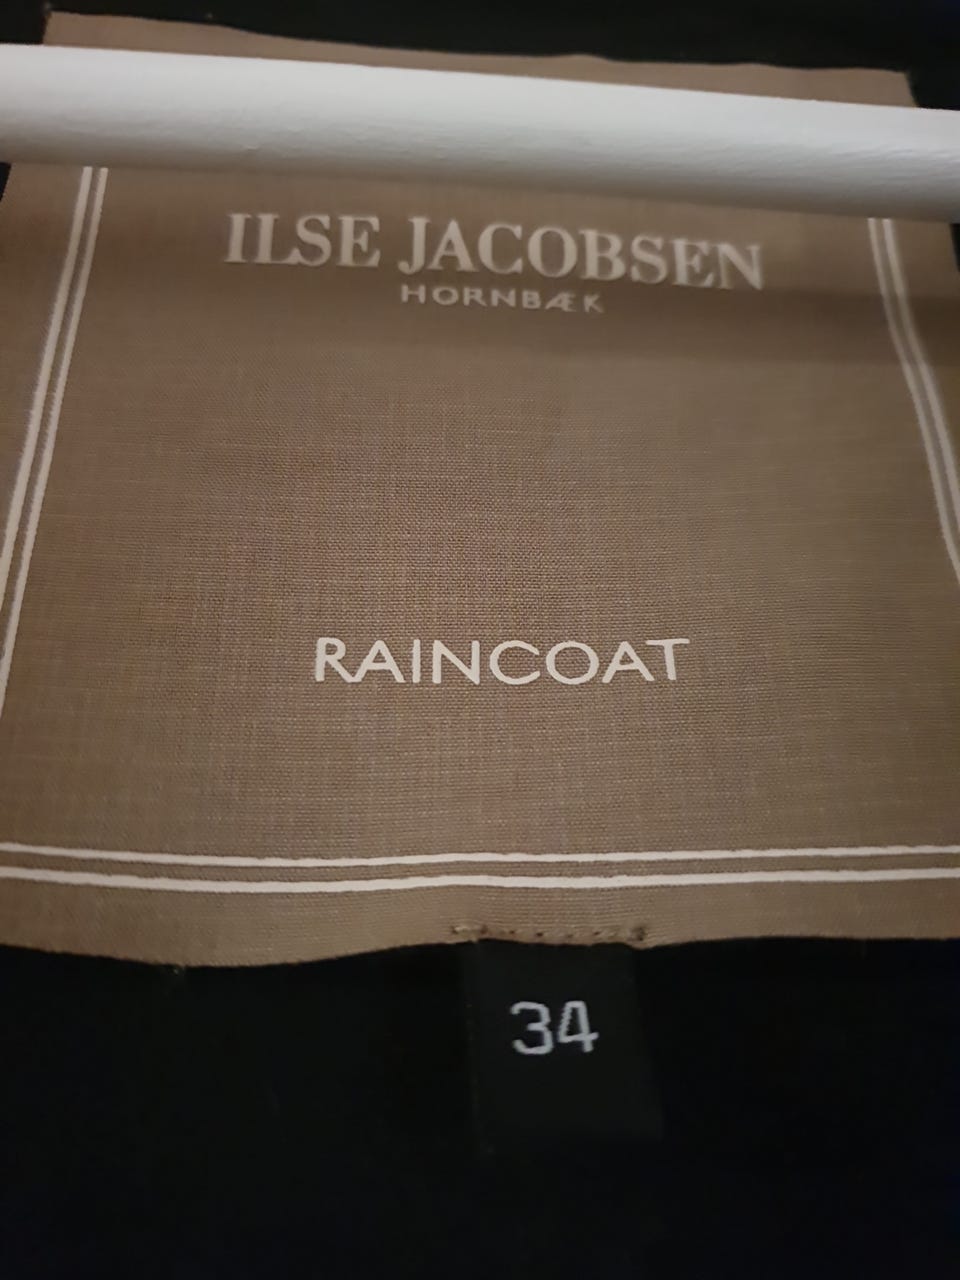 ILSE JACOBSEN
HORNBÆK
RAINCOAT
34